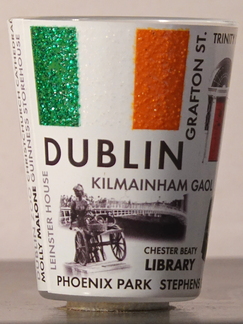 TRINITY
GRAFTON ST.
DUBLIN
KILMAINHAM GAOL
GUINNESS STOREHOUSE
MOLLY MALONE
LEINSTER HOUSE
CHESTER BEATY
LIBRARY
PHOENIX PARK
STEPHENS